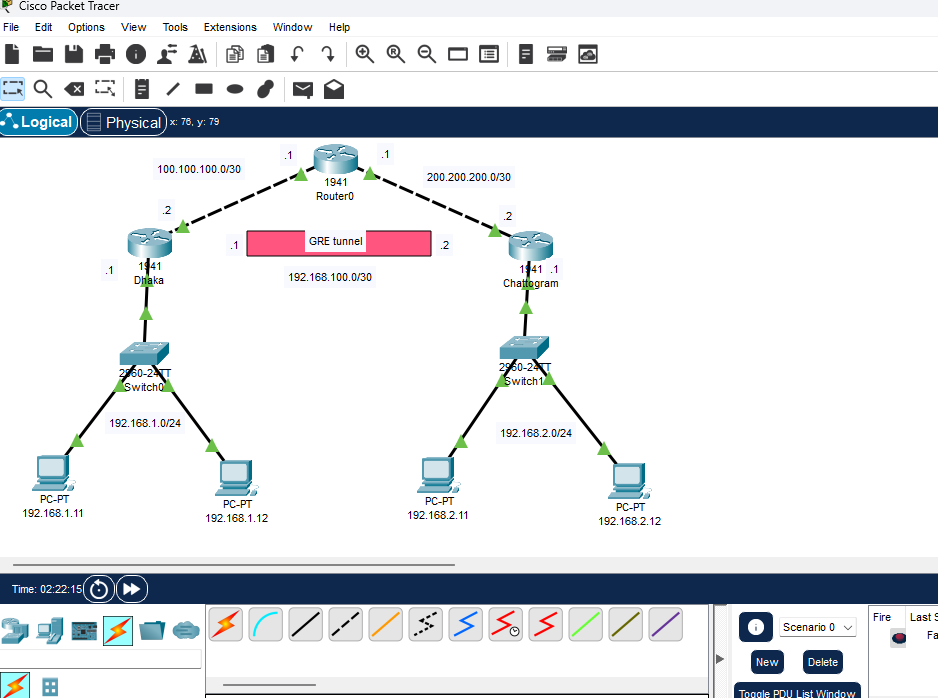 Cisco Packet Tracer
File Edit Options View Tools Extensions Window Help
Logical Physical x: 76, y: 79
.1 .1
100.100.100.0/30
1941
Router0
200.200.200.0/30
.2
.2
.1 GRE tunnel .2
.1
1941
Dhaka
192.168.100.0/30
1941 .1
Chattogram
2960-24TT
Switch0
2960-24TT
Switch1
192.168.1.0/24
192.168.2.0/24
PC-PT
192.168.1.11
PC-PT
192.168.1.12
PC-PT
192.168.2.11
PC-PT
192.168.2.12
Time: 02:22:15
Scenario 0
New Delete
Toggle PDU List Window
Fire Last S
Fa